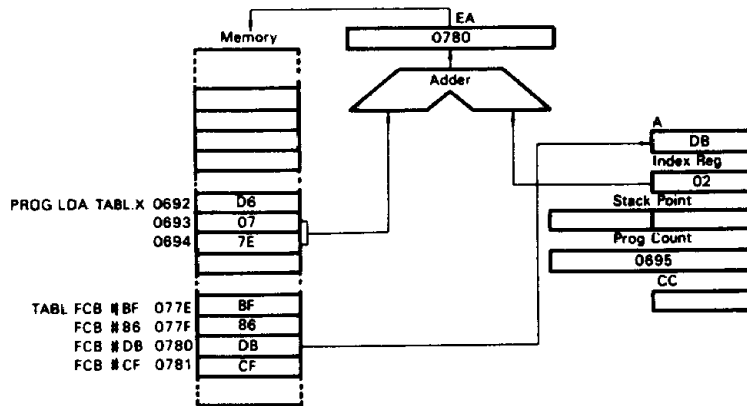 EA
Memory
0780
Adder
A
DB
Index Reg
02
PROG LDA TABL.X 0692 D6
Stack Point
0693 07
0694 7E
Prog Count
0695
CC
TABL FCB #BF 077E BF
FCB #86 077F 86
FCB #DB 0780 DB
FCB #CF 0781 CF